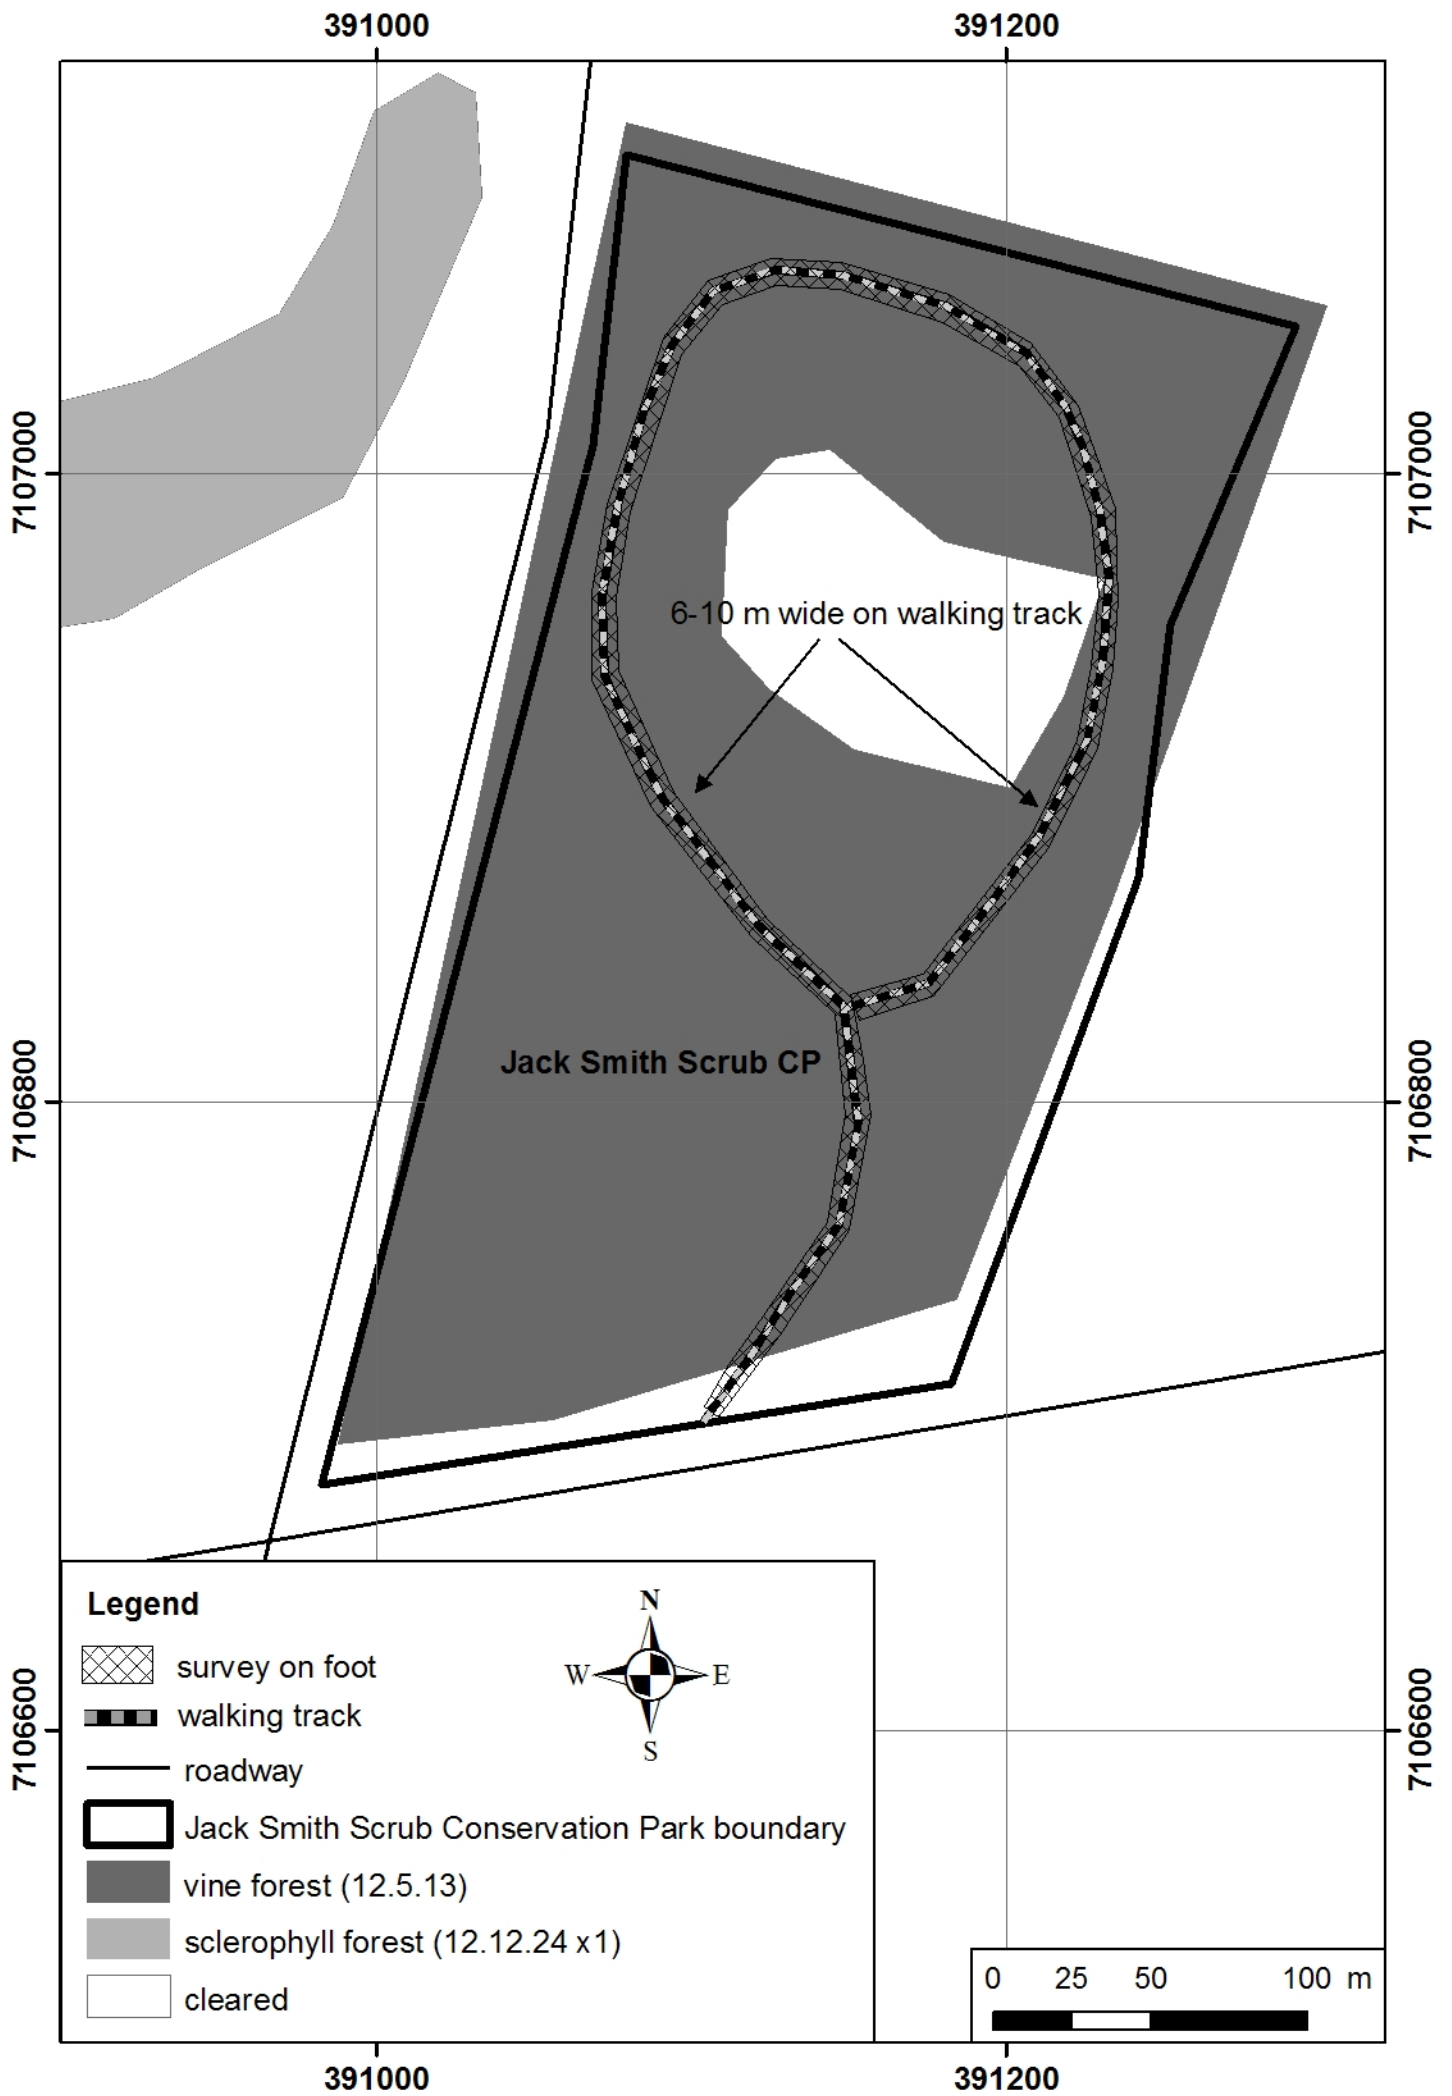 391000
391200
7107000
7107000
6-10 m wide on walking track
Jack Smith Scrub CP
7106800
7106800
Legend
N
W
E
S
survey on foot
walking track
roadway
Jack Smith Scrub Conservation Park boundary
vine forest (12.5.13)
sclerophyll forest (12.12.24 x1)
cleared
7106600
7106600
0 25 50 100 m
391000
391200